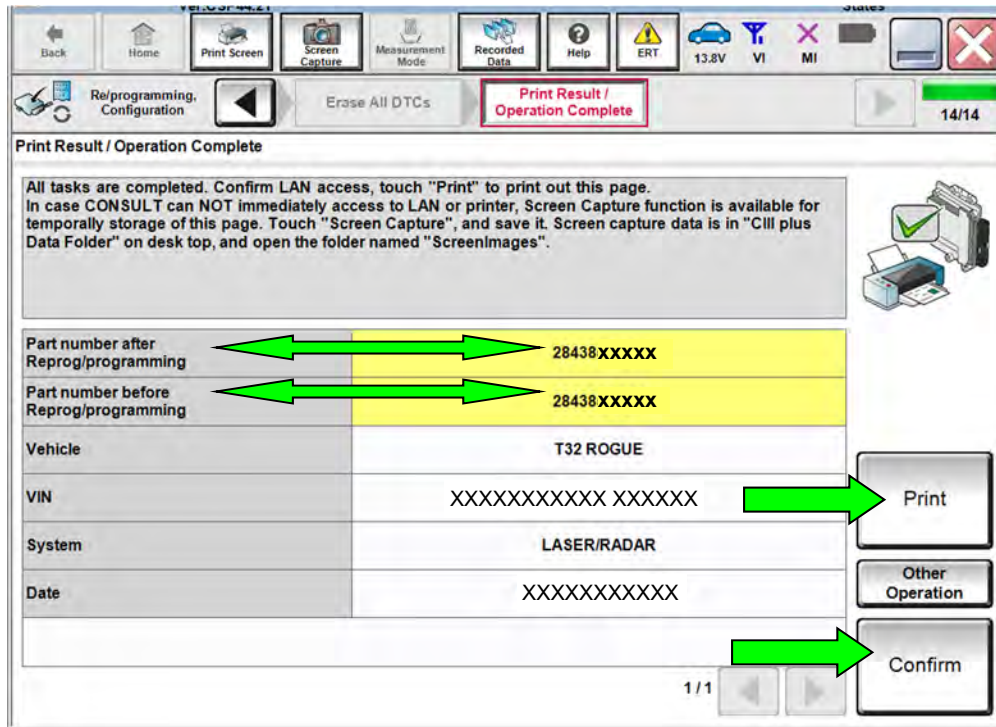 Ver.CSP44.21
States
Back
Home
Print Screen
Screen
Capture
Measurement
Mode
Recorded
Data
Help
ERT
13.8V
VI
MI
Re/programming,
Configuration
Erase All DTCs
Print Result /
Operation Complete
14/14
Print Result / Operation Complete
All tasks are completed. Confirm LAN access, touch "Print" to print out this page.
In case CONSULT can NOT immediately access to LAN or printer, Screen Capture function is available for
temporally storage of this page. Touch "Screen Capture", and save it. Screen capture data is in "CIII plus
Data Folder" on desk top, and open the folder named "ScreenImages".
Part number after
Reprog/programming
28438XXXXX
Part number before
Reprog/programming
28438XXXXX
Vehicle
T32 ROGUE
VIN
XXXXXXXXXXX XXXXXX
System
LASER/RADAR
Date
XXXXXXXXXXX
Print
Other
Operation
Confirm
1/1